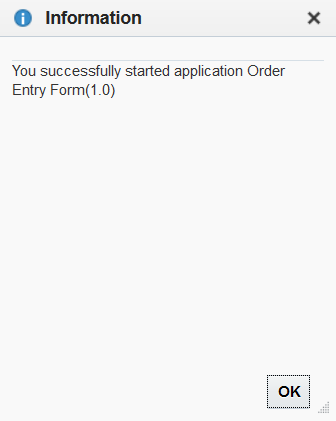 Information
You successfully started application Order
Entry Form(1.0)
OK